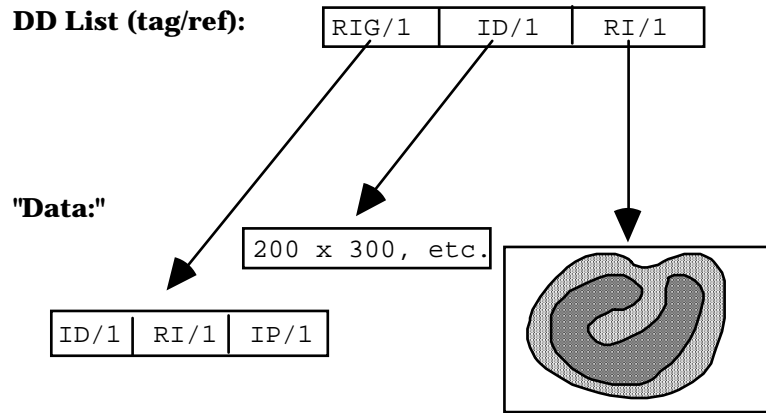 DD List (tag/ref):
RIG/1 ID/1 RI/1
"Data:"
200 x 300, etc.
ID/1 RI/1 IP/1